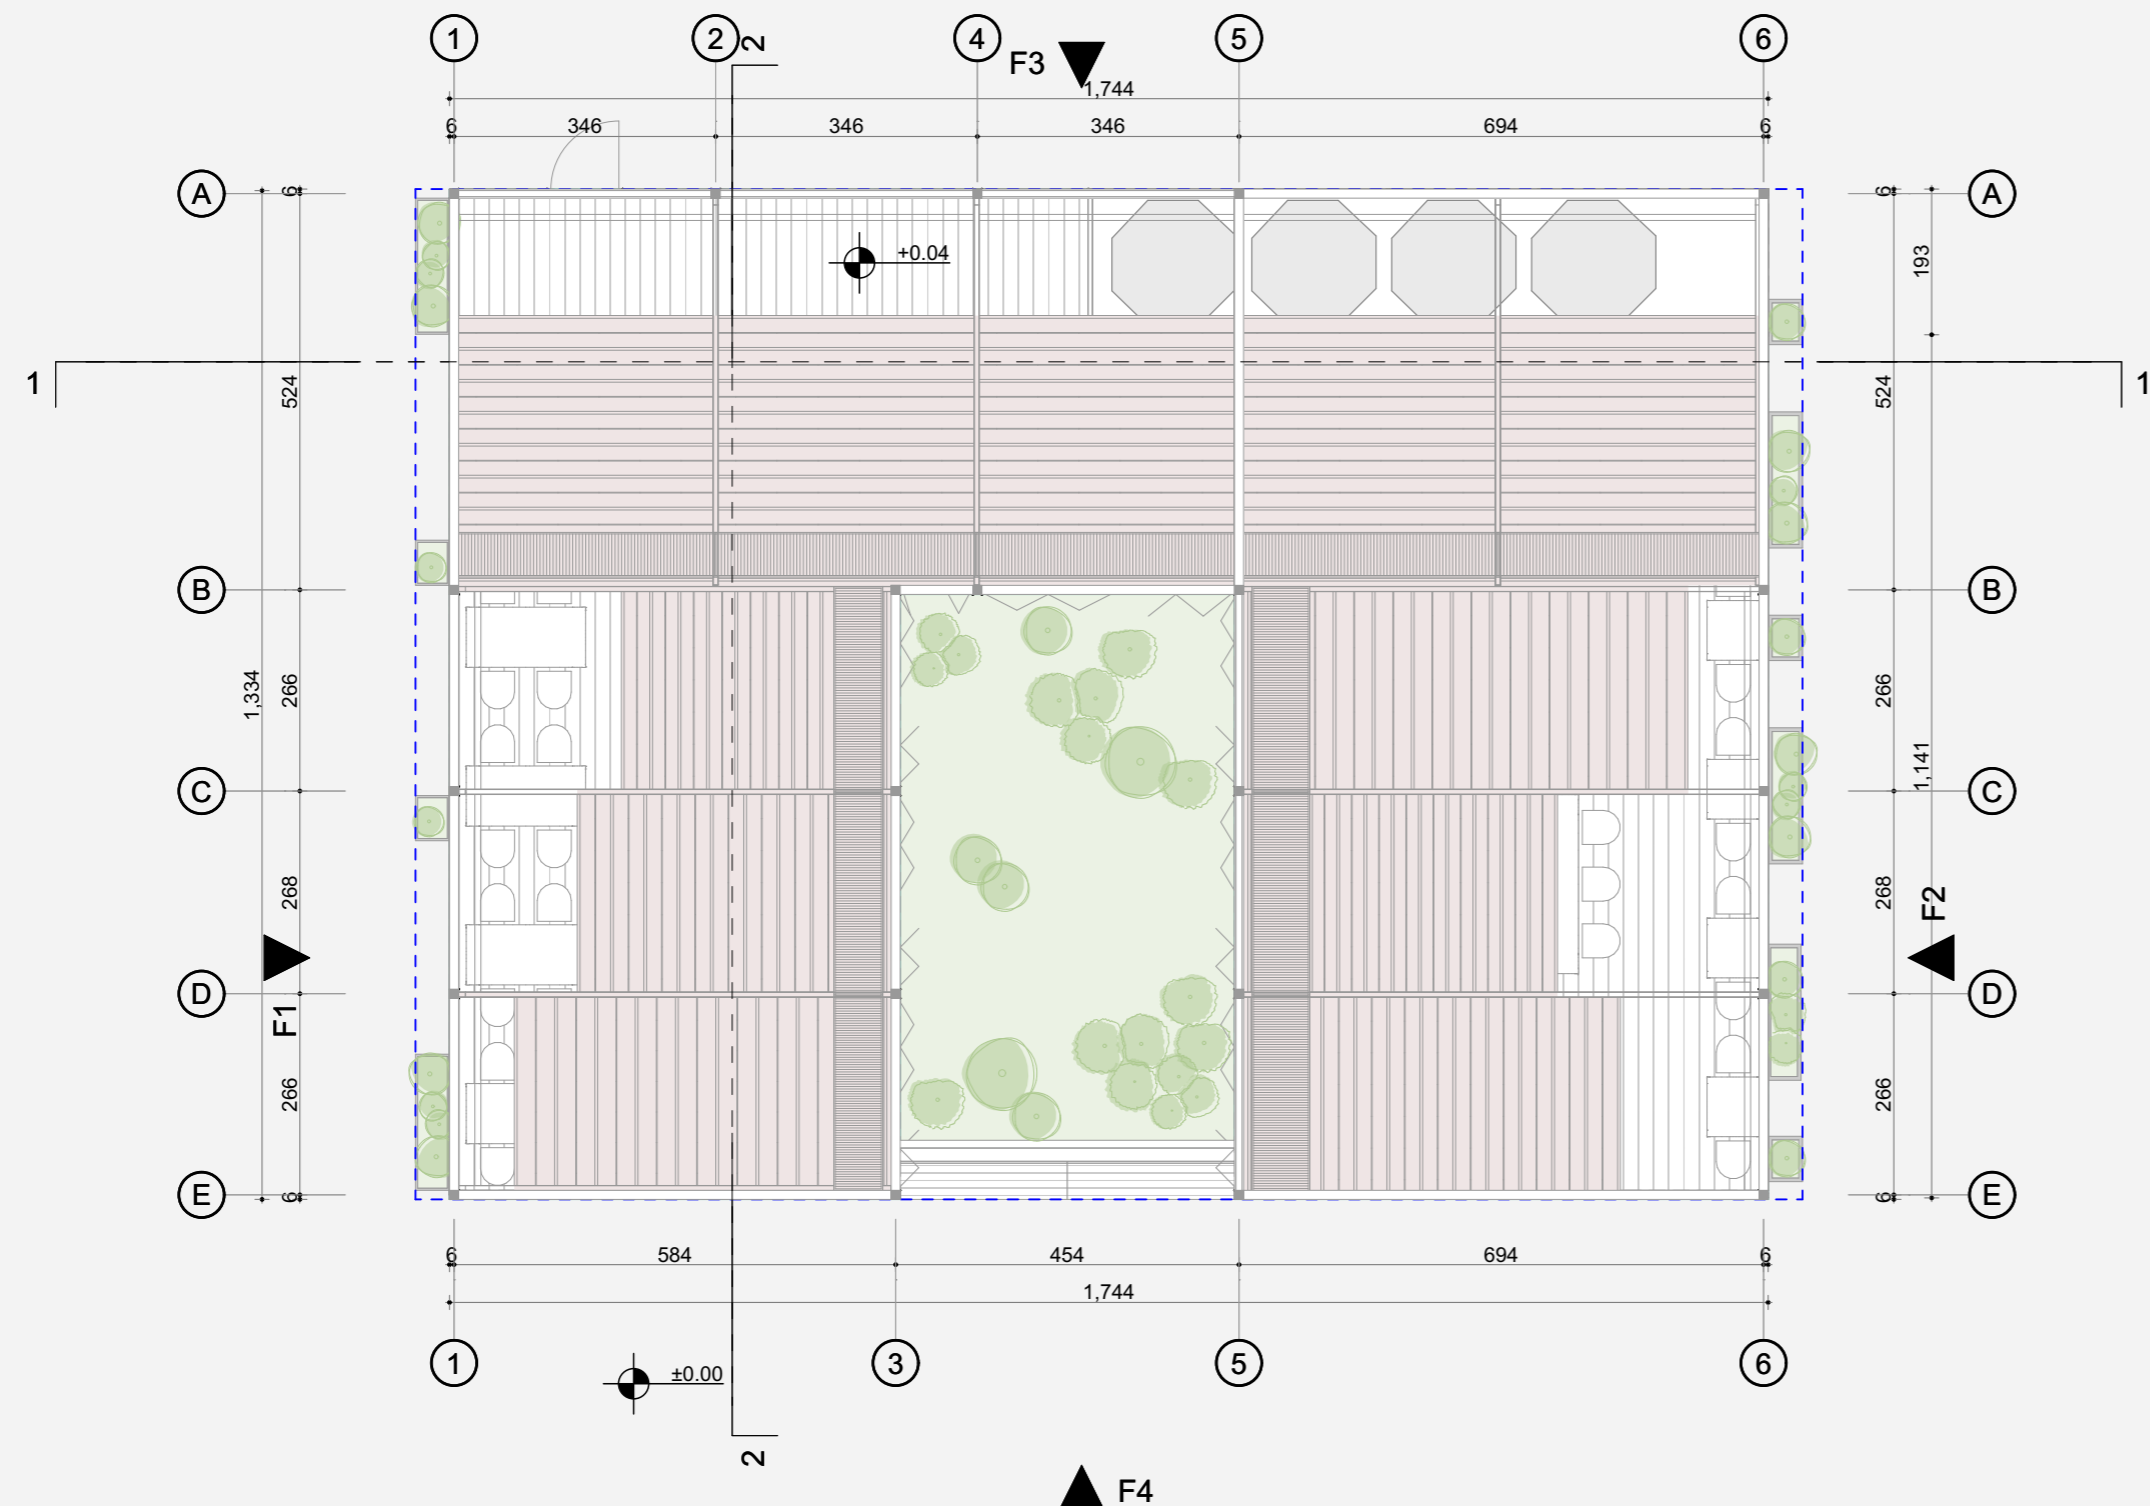 1 2 4 5 6
2
F3
1,744
6 346 346 346 694 6
A 6 6 A
193
+0.04
1 1
524 524
B B
1,334 266 266
1,141
C C
268 268
F2
D D
F1
266 266
E 6 6 E
6 584 454 694 6
1,744
1 3 5 6
±0.00
2
F4